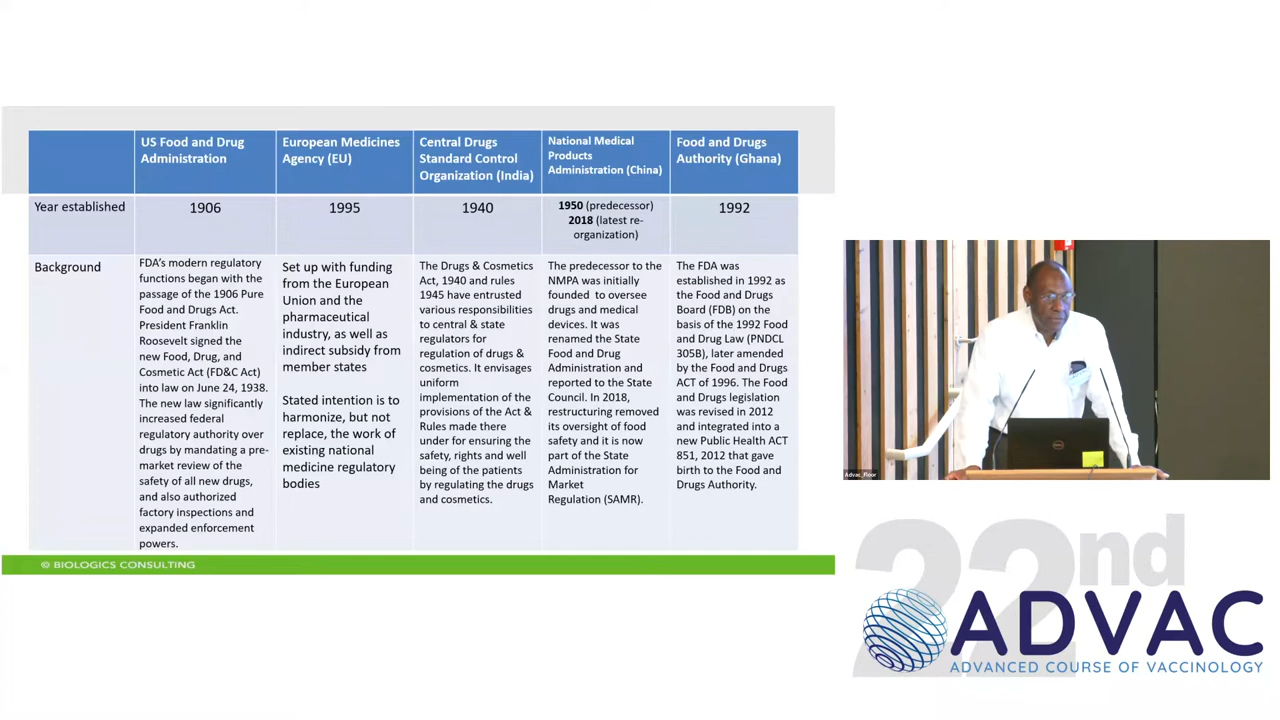 US Food and Drug
Administration
European Medicines
Agency (EU)
Central Drugs
Standard Control
Organization (India)
National Medical
Products
Administration (China)
Food and Drugs
Authority (Ghana)
Year established
1906
1995
1940
1950 (predecessor)
2018 (latest re-
organization)
1992
Background
FDA's modern regulatory
functions began with the
passage of the 1906 Pure
Food and Drugs Act.
President Franklin
Roosevelt signed the
new Food, Drug, and
Cosmetic Act (FD&C Act)
into law on June 24, 1938.
The new law significantly
increased federal
regulatory authority over
drugs by mandating a pre-
market review of the
safety of all new drugs,
and also authorized
factory inspections and
expanded enforcement
powers.
Set up with funding
from the European
Union and the
pharmaceutical
industry, as well as
indirect subsidy from
member states
Stated intention is to
harmonize, but not
replace, the work of
existing national
medicine regulatory
bodies
The Drugs & Cosmetics
Act, 1940 and rules
1945 have entrusted
various responsibilities
to central & state
regulators for
regulation of drugs &
cosmetics. It envisages
uniform
implementation of the
provisions of the Act &
Rules made there
under for ensuring the
safety, rights and well
being of the patients
by regulating the drugs
and cosmetics.
The predecessor to the
NMPA was initially
founded to oversee
drugs and medical
devices. It was
renamed the State
Food and Drug
Administration and
reported to the State
Council. In 2018,
restructuring removed
its oversight of food
safety and it is now
part of the State
Administration for
Market
Regulation (SAMR).
The FDA was
established in 1992 as
the Food and Drugs
Board (FDB) on the
basis of the 1992 Food
and Drug Law (PNDCL
305B), later amended
by the Food and Drugs
ACT of 1996. The Food
and Drugs legislation
was revised in 2012
and integrated into a
new Public Health ACT
851, 2012 that gave
birth to the Food and
Drugs Authority.
© BIOLOGICS CONSULTING
Advac_floor
DELL
22nd
ADVAC
ADVANCED COURSE OF VACCINOLOGY